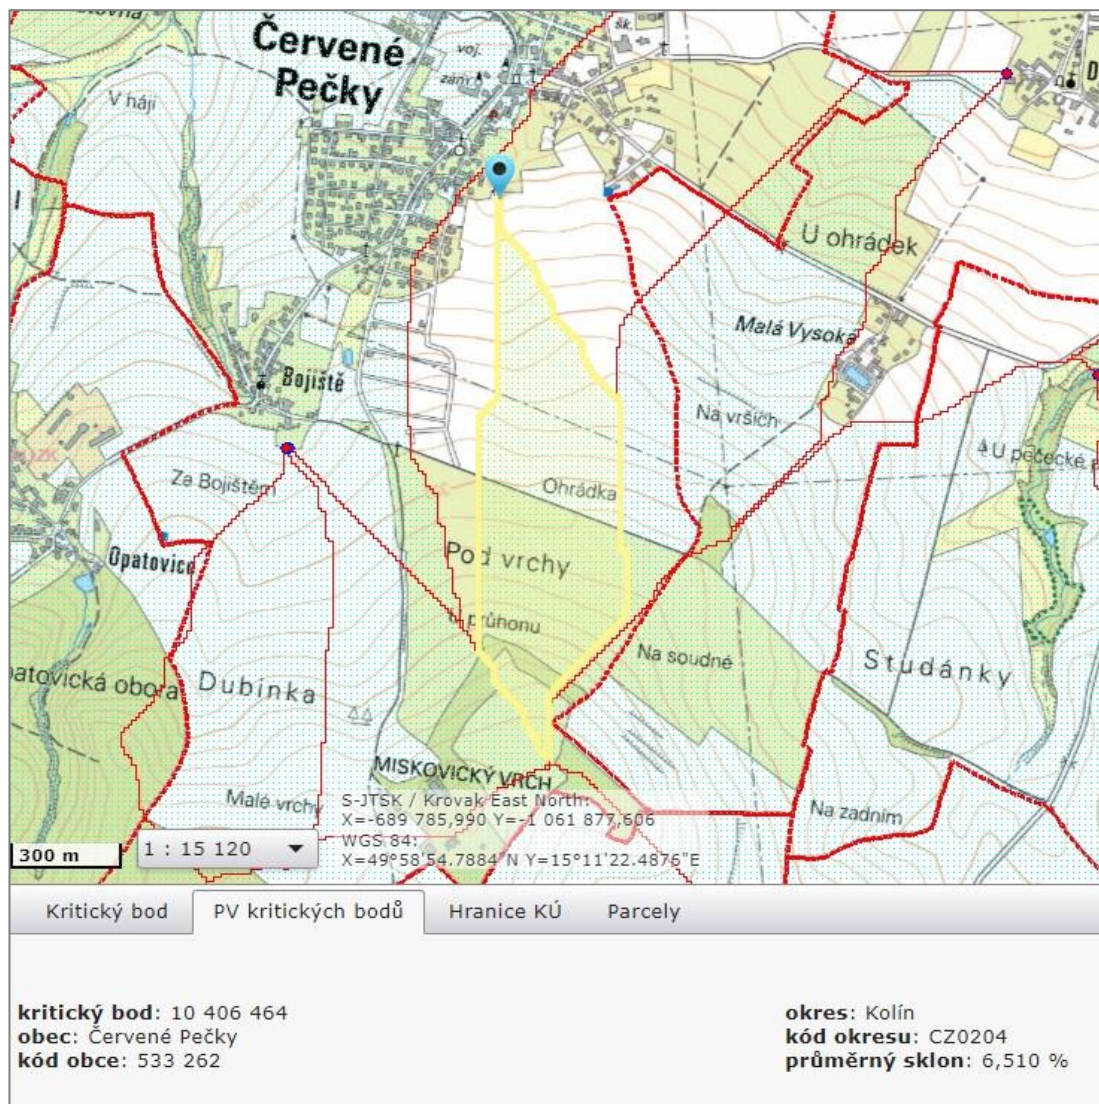 Červené
Pečky
voj.
šk.
V háji
D
U ohrádek
Malá Vysoká
Bojiště
Na vrších
U pečecké
Za Bojištěm
Ohrádka
Opatovice
Pod vrchy
U průhonu
Na soudné
Studánky
Dubinka
MISKOVICKÝ VRCH
Malé vrchy
Na zadním
S-JTSK / Krovak East North:
X=-689 785,990 Y=-1 061 877,606
WGS 84:
X=49°58'54.7884"N Y=15°11'22.4876"E
300 m
1 : 15 120
Kritický bod PV kritických bodů Hranice KÚ Parcely
kritický bod: 10 406 464
obec: Červené Pečky
kód obce: 533 262
okres: Kolín
kód okresu: CZ0204
průměrný sklon: 6,510 %